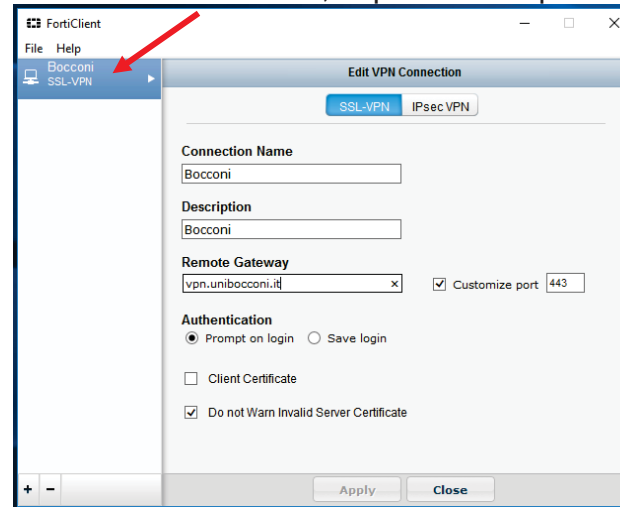 FortiClient
File Help
Bocconi
SSL-VPN
Edit VPN Connection
SSL-VPN IPsec VPN
Connection Name
Bocconi
Description
Bocconi
Remote Gateway
vpn.unibocconi.it × Customize port 443
Authentication
Prompt on login Save login
Client Certificate
Do not Warn Invalid Server Certificate
+ − Apply Close